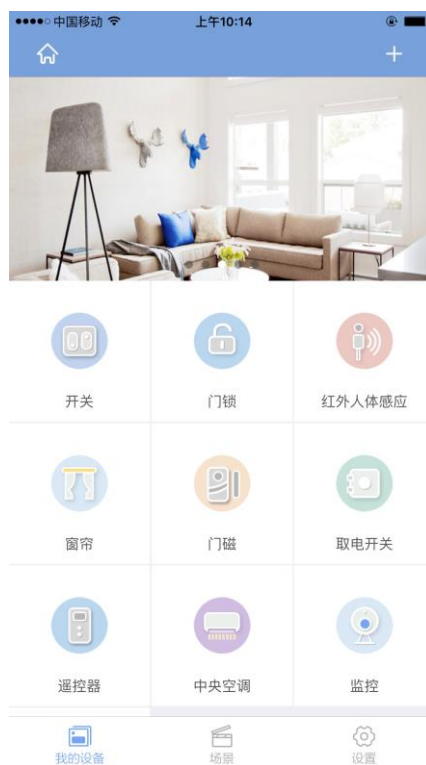 中国移动 上午10:14
开关 门锁 红外人体感应
窗帘 门磁 取电开关
遥控器 中央空调 监控
我的设备 场景 设置